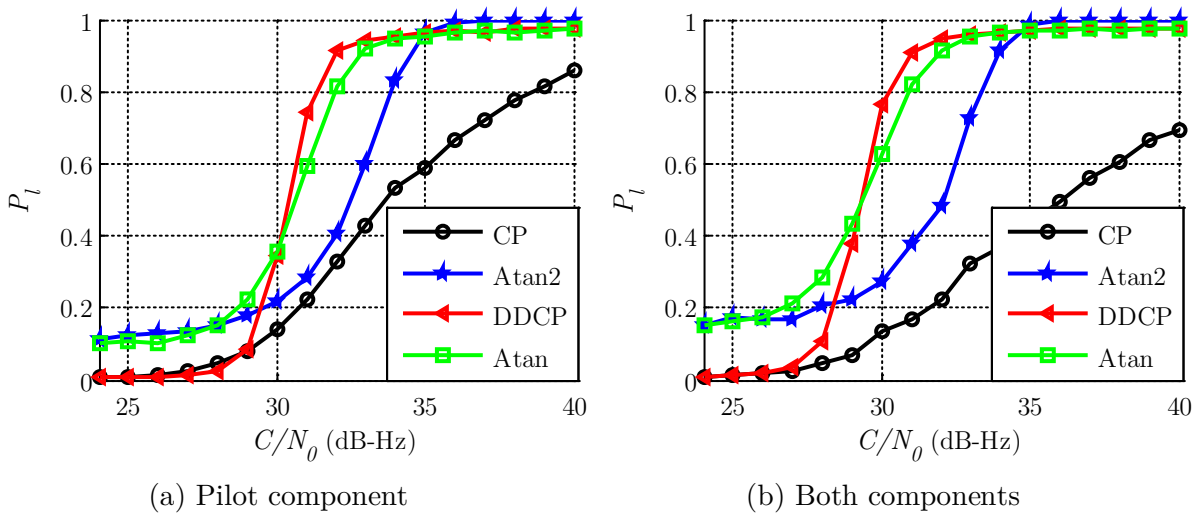 1
0.8
0.6
0.4
0.2
0
P_l
25
30
35
40
C/N_0 (dB-Hz)
CP
Atan2
DDCP
Atan
(a) Pilot component
1
0.8
0.6
0.4
0.2
0
P_l
25
30
35
40
C/N_0 (dB-Hz)
CP
Atan2
DDCP
Atan
(b) Both components